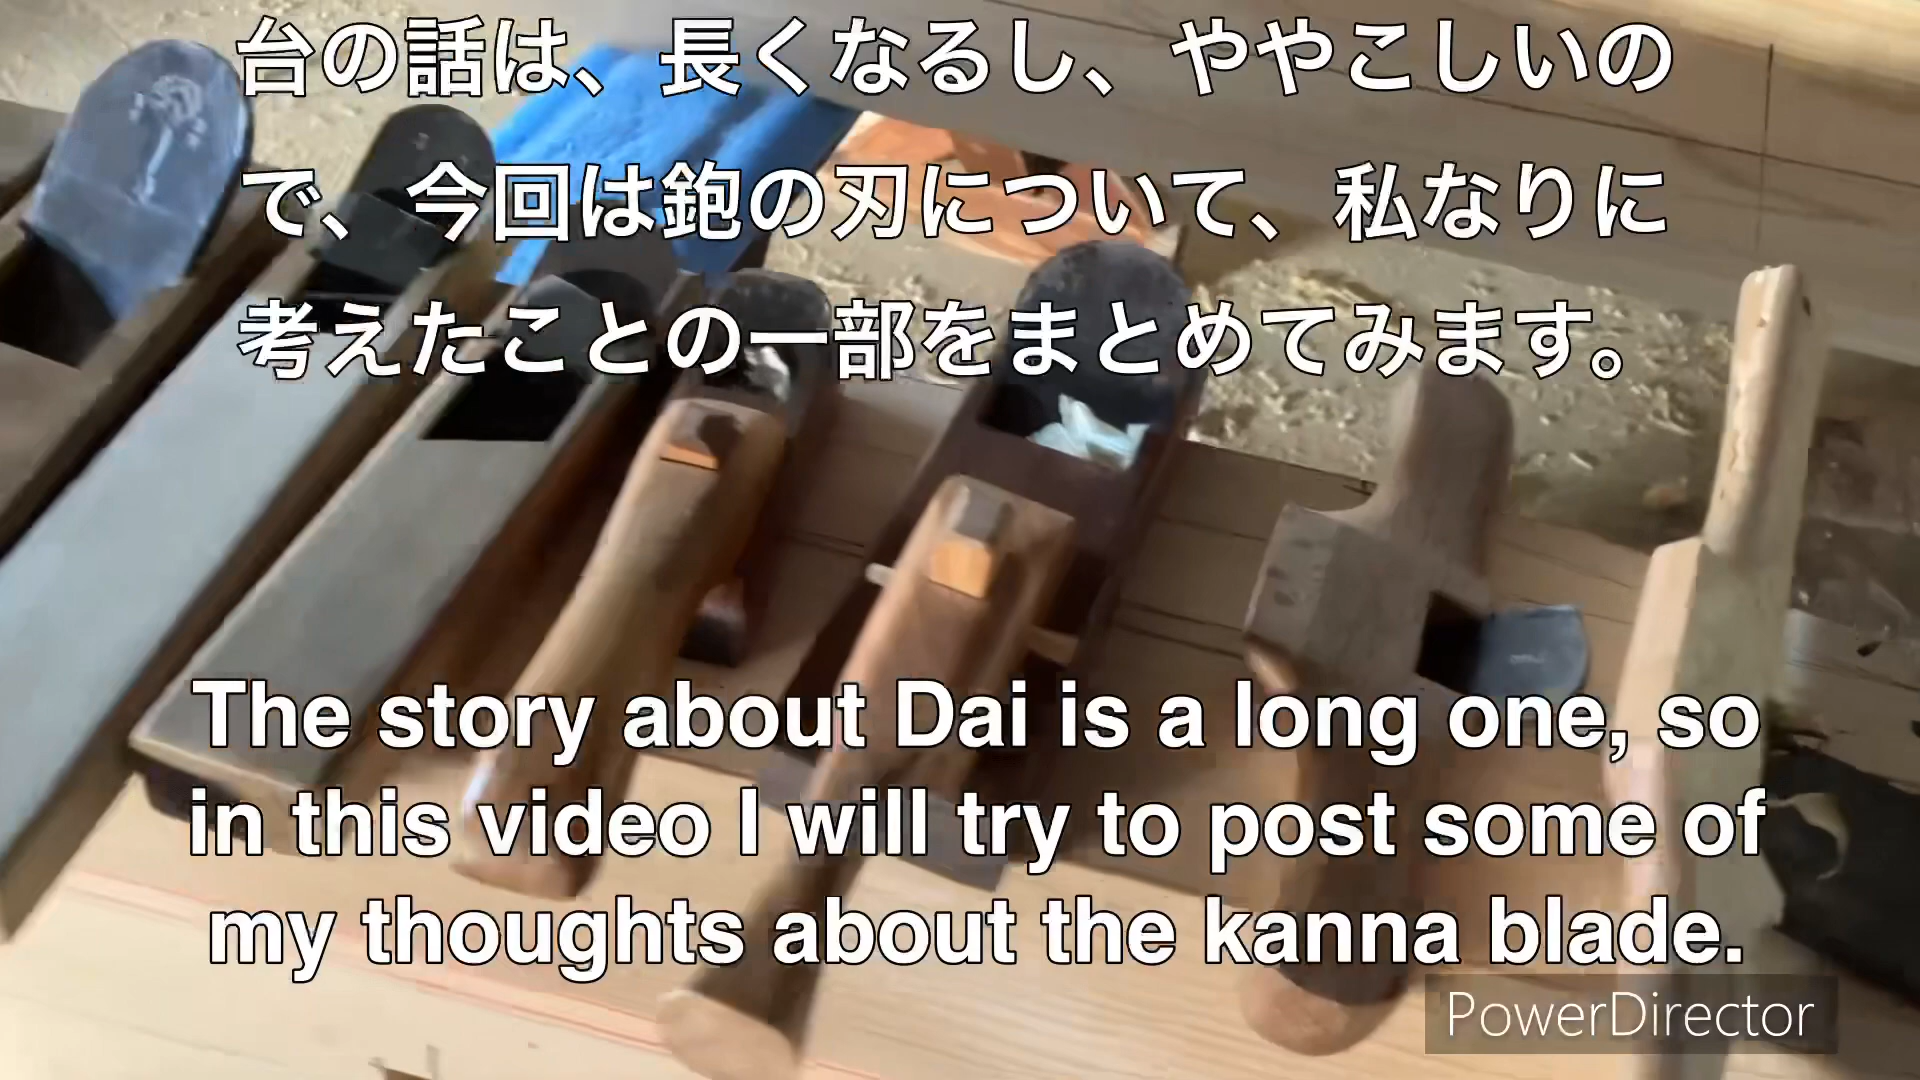 台の話は、長くなるし、ややこしいの
で、今回は鉋の刃について、私なりに
考えたことの一部をまとめてみます。
The story about Dai is a long one, so
in this video I will try to post some of
my thoughts about the kanna blade.
PowerDirector